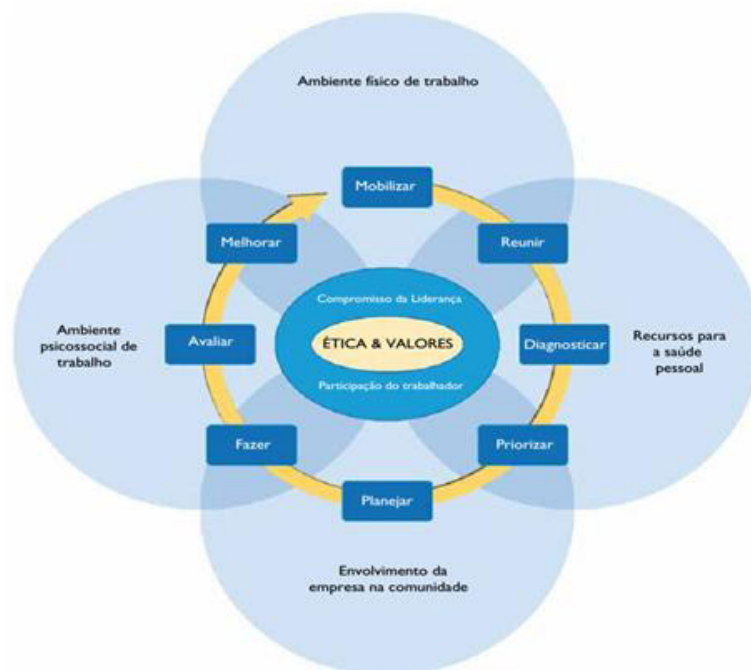 Ambiente físico de trabalho
Mobilizar
Melhorar
Reunir
Compromisso da Liderança
Ambiente
psicossocial de
trabalho
Avaliar
ÉTICA & VALORES
Diagnosticar
Recursos para
a saúde
pessoal
Participação do trabalhador
Fazer
Priorizar
Planejar
Envolvimento da
empresa na comunidade